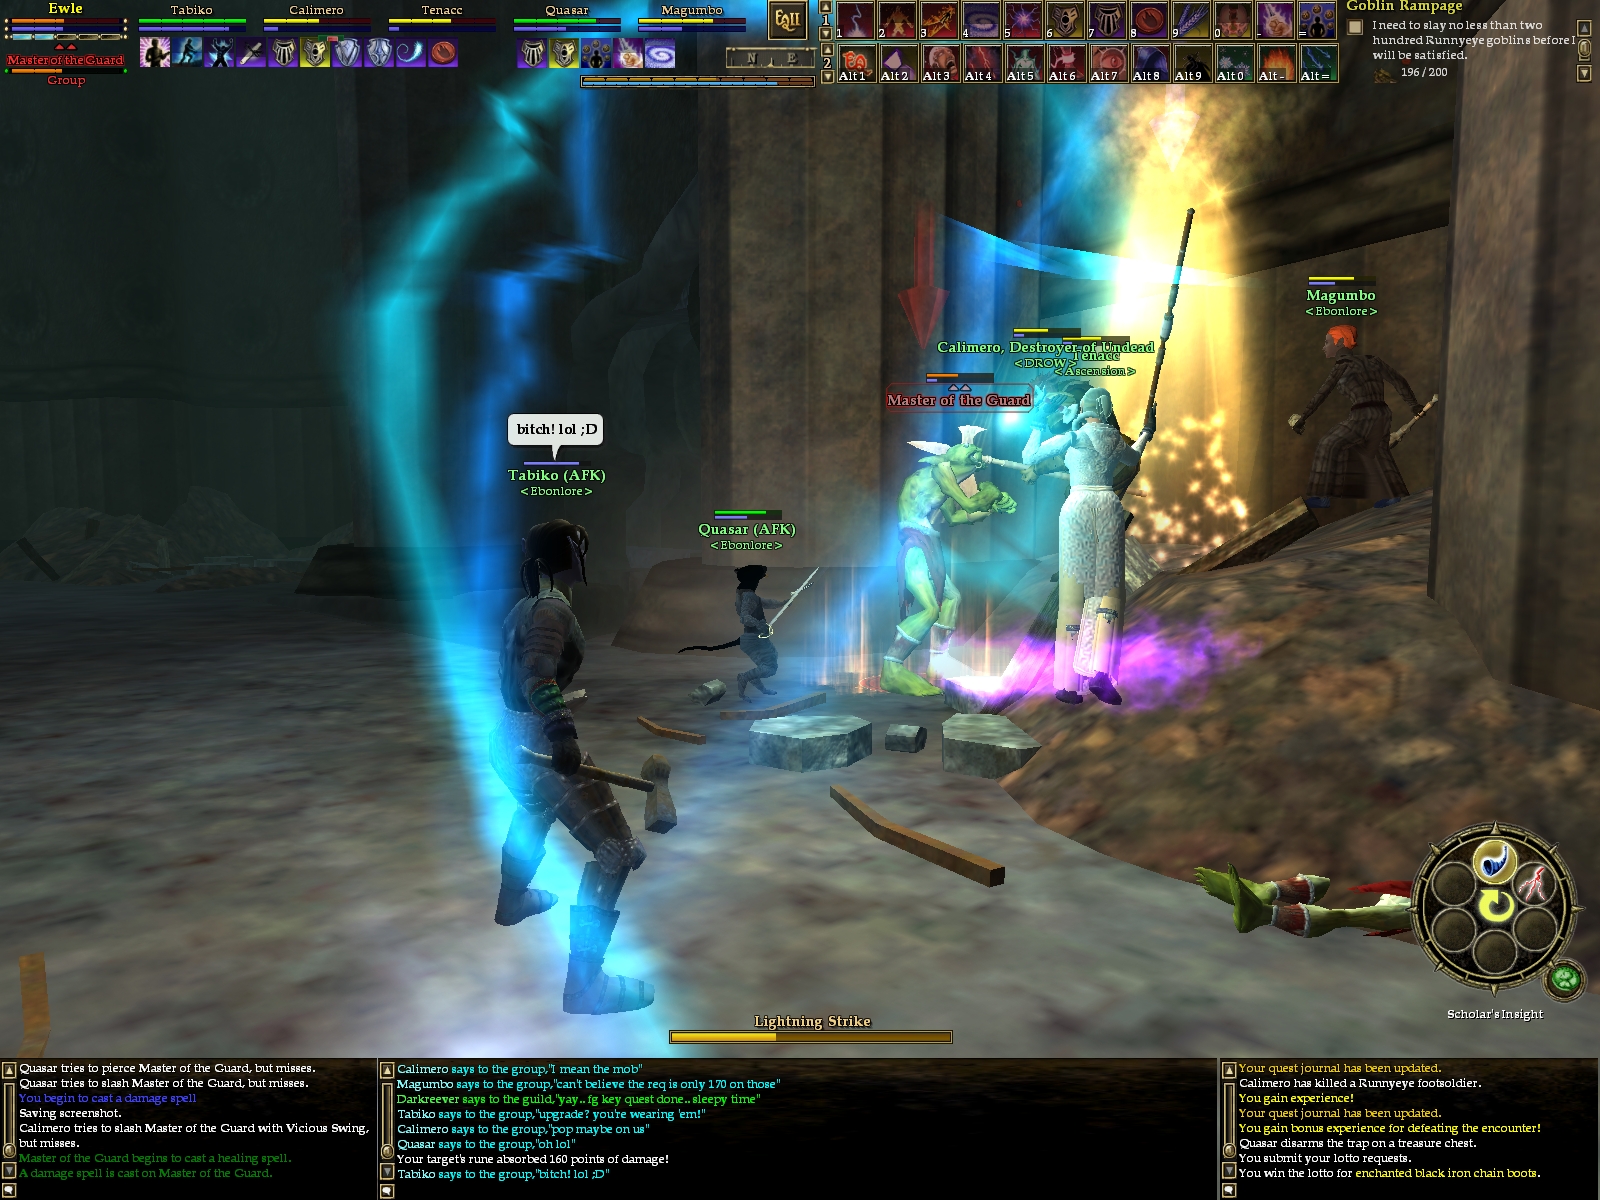 Ewle
Tabiko
Calimero
Tenacc
Quasar
Magumbo
EQII
Goblin Rampage
I need to slay no less than two
hundred Runnyeye goblins before I
will be satisfied.
196 / 200
Master of the Guard
Group
N
E
1
2
1 2 3 4 5 6 7 8 9 0 - =
Alt1 Alt2 Alt3 Alt4 Alt5 Alt6 Alt7 Alt8 Alt9 Alt0 Alt- Alt=
Magumbo
<Ebonlore>
Calimero, Destroyer of Undead
<DROW>
Tenacc
<Ascension>
Master of the Guard
bitch! lol ;D
Tabiko (AFK)
<Ebonlore>
Quasar (AFK)
<Ebonlore>
Scholar's Insight
Lightning Strike
Quasar tries to pierce Master of the Guard, but misses.
Quasar tries to slash Master of the Guard, but misses.
You begin to cast a damage spell
Saving screenshot.
Calimero tries to slash Master of the Guard with Vicious Swing,
but misses.
Master of the Guard begins to cast a healing spell.
A damage spell is cast on Master of the Guard.
Calimero says to the group,"I mean the mob"
Magumbo says to the group,"can't believe the req is only 170 on those"
Darkreever says to the guild,"yay.. fg key quest done.. sleepy time"
Tabiko says to the group,"upgrade? you're wearing 'em!"
Calimero says to the group,"pop maybe on us"
Quasar says to the group,"oh lol"
Your target's rune absorbed 160 points of damage!
Tabiko says to the group,"bitch! lol ;D"
Your quest journal has been updated.
Calimero has killed a Runnyeye footsoldier.
You gain experience!
Your quest journal has been updated.
You gain bonus experience for defeating the encounter!
Quasar disarms the trap on a treasure chest.
You submit your lotto requests.
You win the lotto for enchanted black iron chain boots.